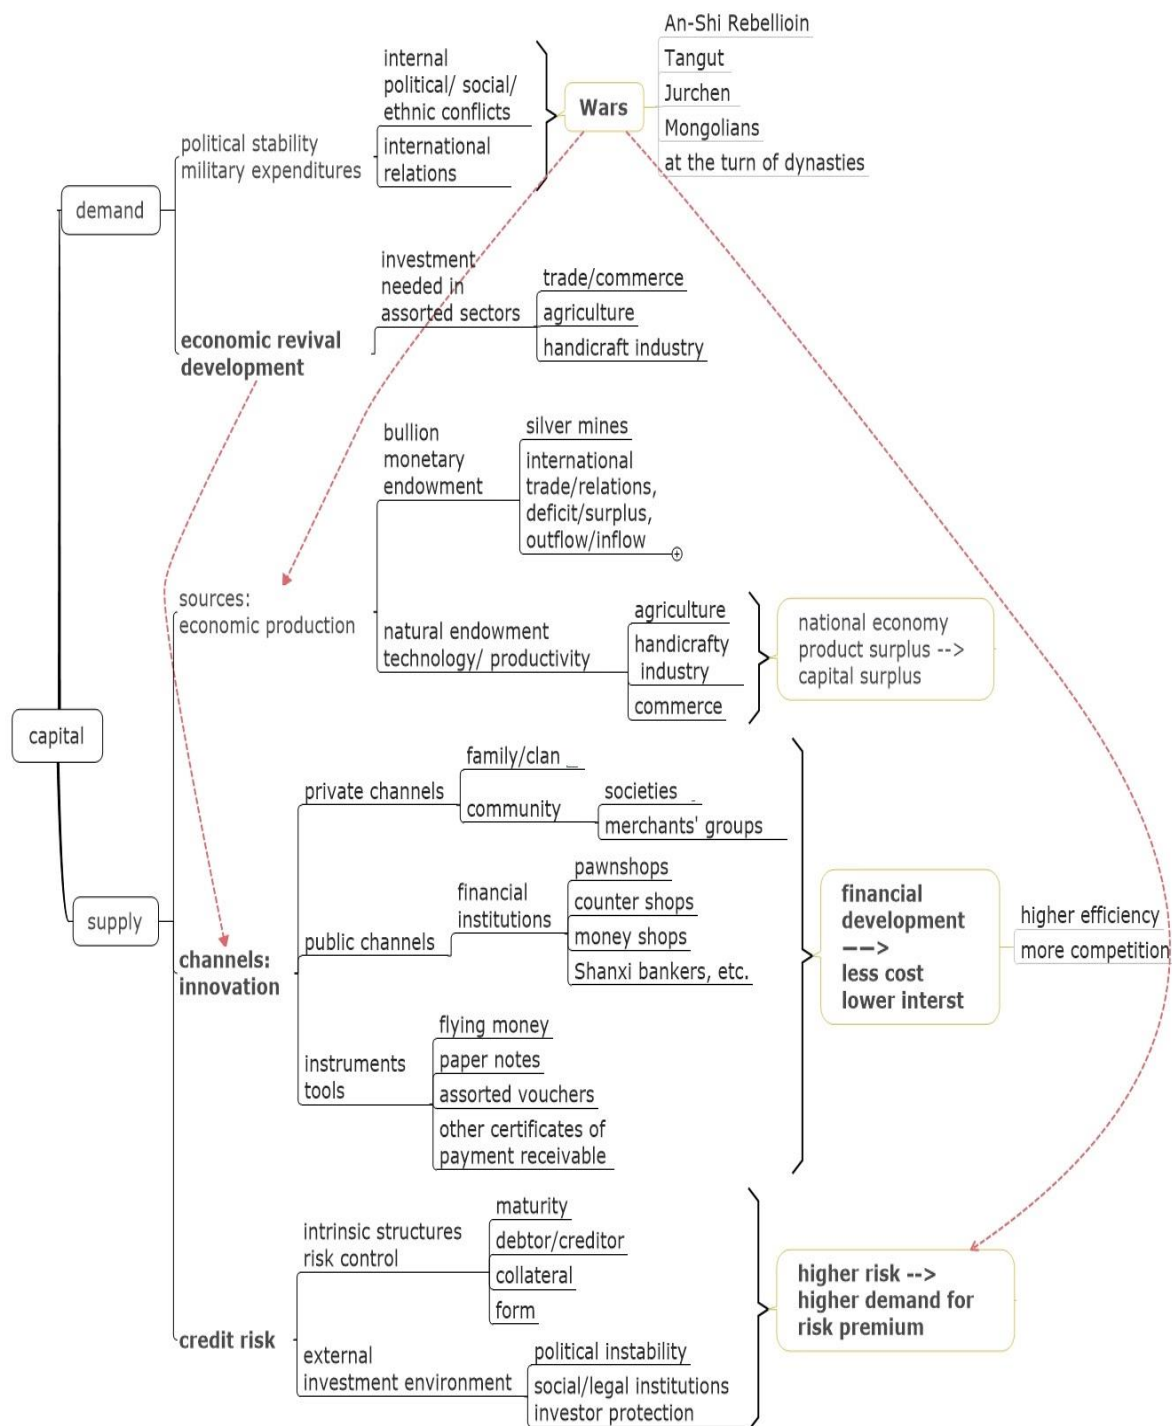 capital
demand
political stability
military expenditures
internal
political/ social/
ethnic conflicts
international
relations
Wars
An-Shi Rebellioin
Tangut
Jurchen
Mongolians
at the turn of dynasties
economic revival
development
investment
needed in
assorted sectors
trade/commerce
agriculture
handicraft industry
supply
sources:
economic production
bullion
monetary
endowment
silver mines
international
trade/relations,
deficit/surplus,
outflow/inflow
natural endowment
technology/ productivity
agriculture
handicrafty
industry
commerce
national economy
product surplus -->
capital surplus
channels:
innovation
private channels
family/clan
community
societies
merchants' groups
public channels
financial
institutions
pawnshops
counter shops
money shops
Shanxi bankers, etc.
instruments
tools
flying money
paper notes
assorted vouchers
other certificates of
payment receivable
financial
development
-->
less cost
lower interst
higher efficiency
more competition
credit risk
intrinsic structures
risk control
maturity
debtor/creditor
collateral
form
external
investment environment
political instability
social/legal institutions
investor protection
higher risk -->
higher demand for
risk premium